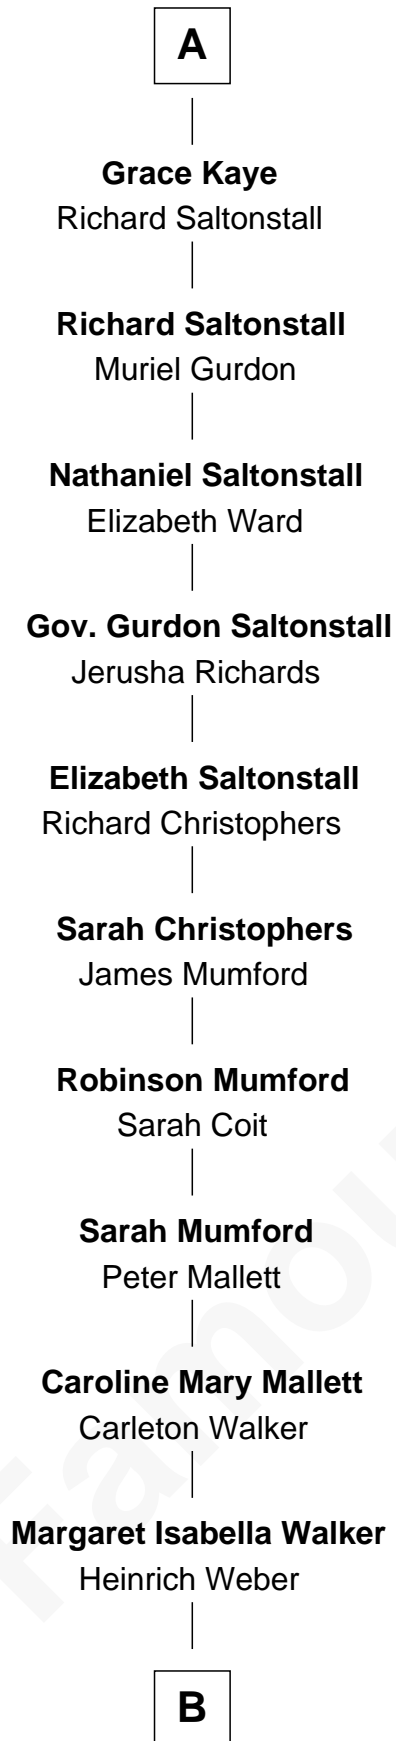 A
Grace Kaye
Richard Saltonstall
Richard Saltonstall
Muriel Gurdon
Nathaniel Saltonstall
Elizabeth Ward
Gov. Gurdon Saltonstall
Jerusha Richards
Elizabeth Saltonstall
Richard Christophers
Sarah Christophers
James Mumford
Robinson Mumford
Sarah Coit
Sarah Mumford
Peter Mallett
Caroline Mary Mallett
Carleton Walker
Margaret Isabella Walker
Heinrich Weber
B